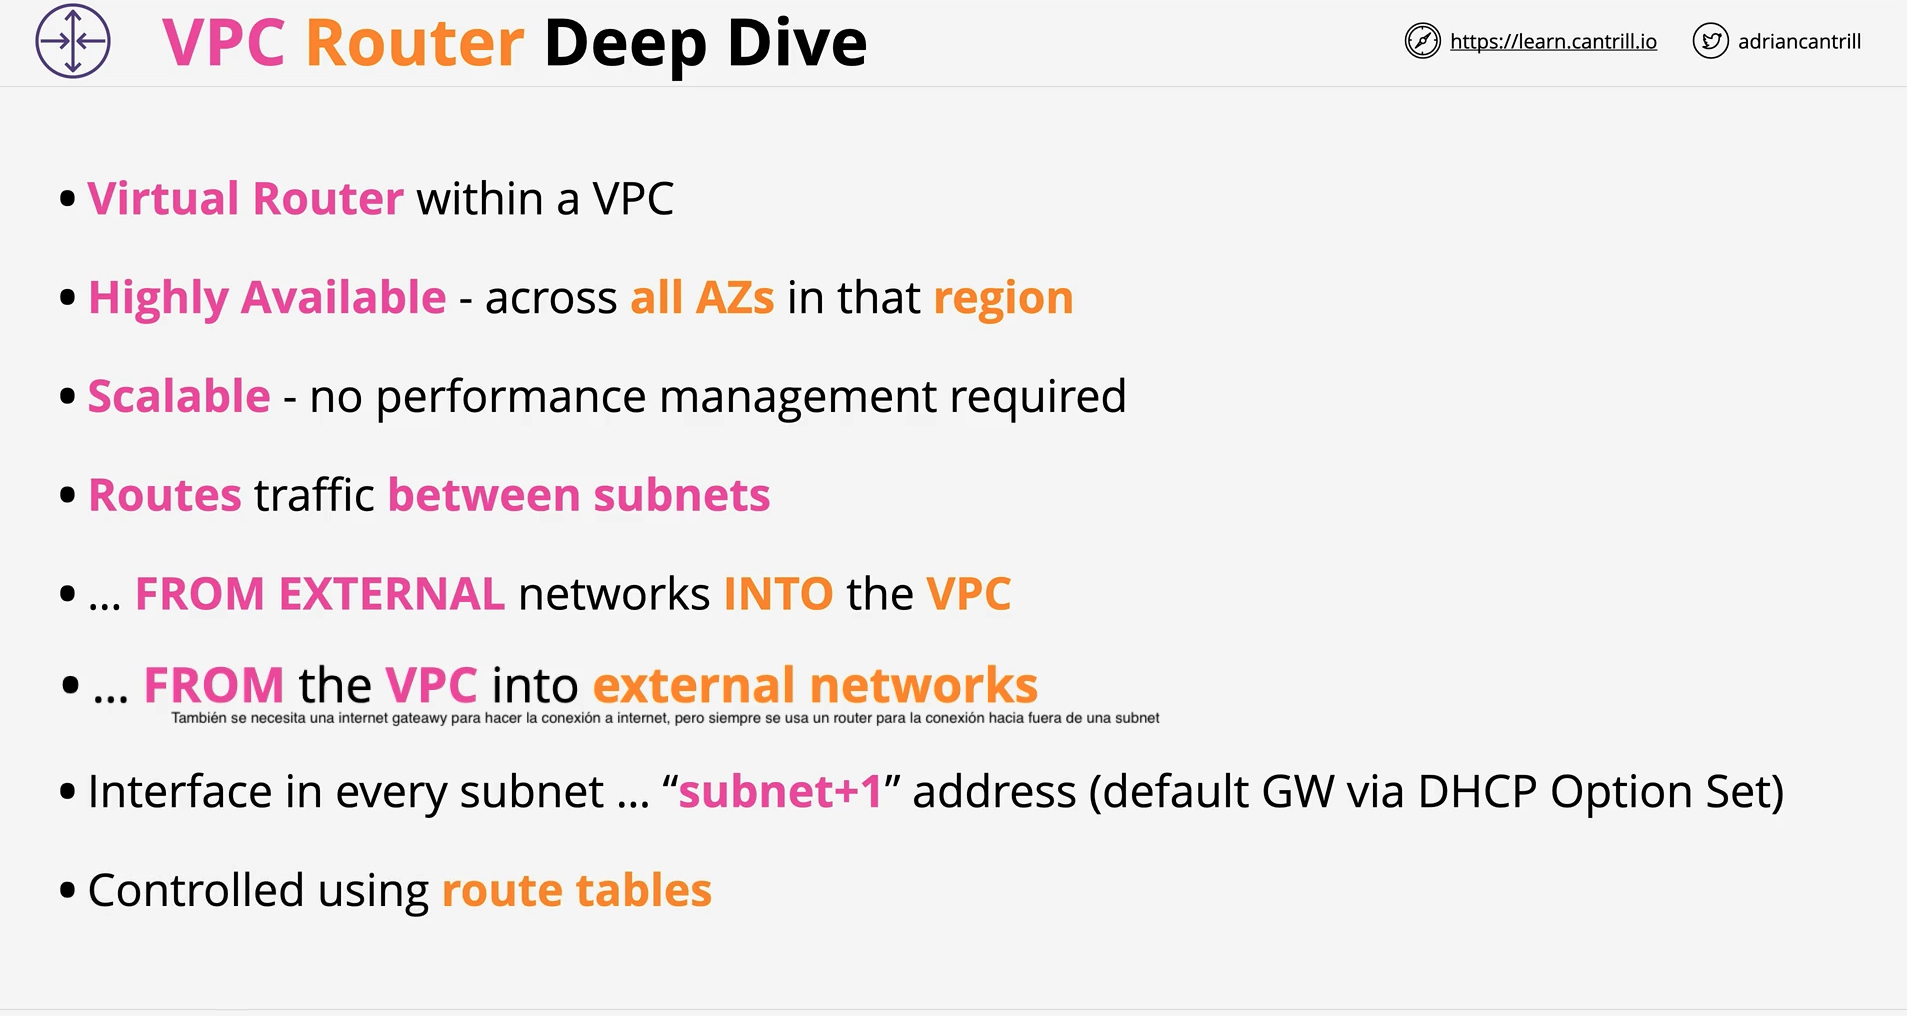 VPC Router Deep Dive
https://learn.cantrill.io
adriancantrill
• Virtual Router within a VPC
• Highly Available - across all AZs in that region
• Scalable - no performance management required
• Routes traffic between subnets
• ... FROM EXTERNAL networks INTO the VPC
• ... FROM the VPC into external networks
También se necesita una internet gateawy para hacer la conexión a internet, pero siempre se usa un router para la conexión hacia fuera de una subnet
• Interface in every subnet ... “subnet+1” address (default GW via DHCP Option Set)
• Controlled using route tables